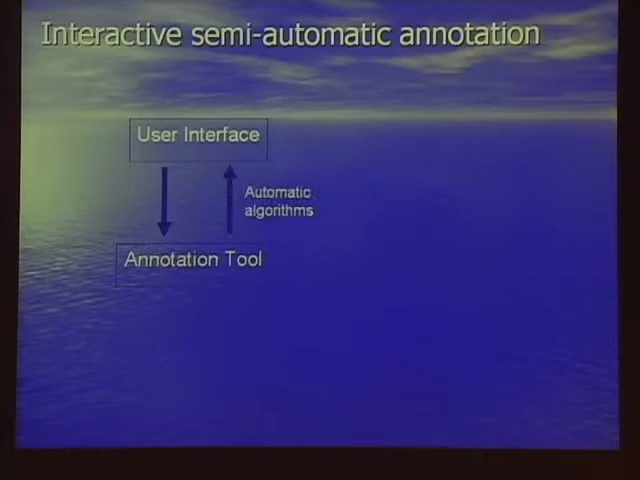 Interactive semi-automatic annotation
User Interface
Automatic
algorithms
Annotation Tool